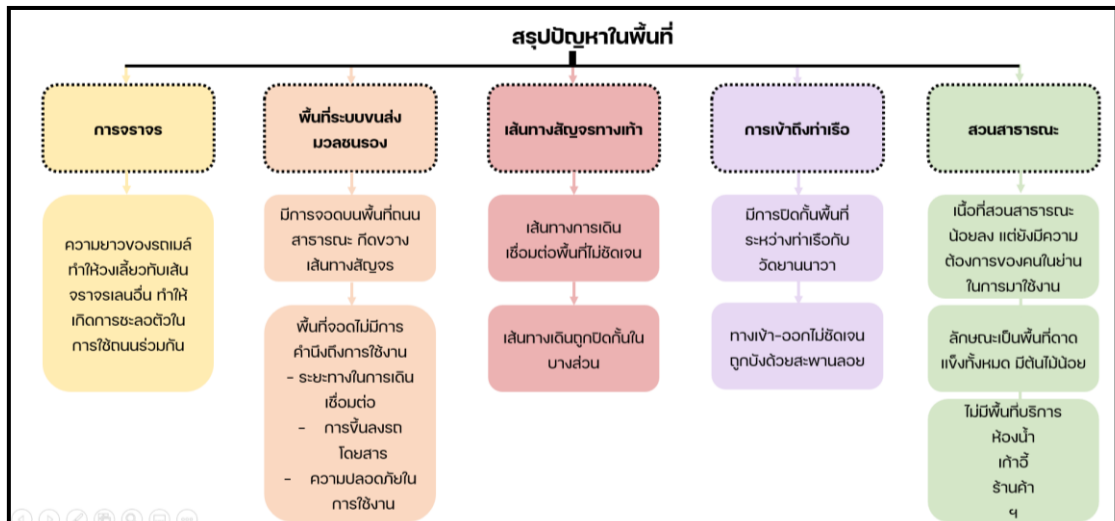 สรุปปัญหาในพื้นที่
การจราจร
ความยาวของรถเมล์
ทำให้วงเลี้ยวทับเส้น
จราจรเลนอื่น ทำให้
เกิดการชะลอตัวใน
การใช้ถนนร่วมกัน
พื้นที่ระบบขนส่ง
มวลชนรอง
มีการจอดบนพื้นที่ถนน
สาธารณะ กีดขวาง
เส้นทางสัญจร
พื้นที่จอดไม่มีการ
คำนึงถึงการใช้งาน
- ระยะทางในการเดิน
เชื่อมต่อ
- การขึ้นลงรถ
โดยสาร
- ความปลอดภัยใน
การใช้งาน
เส้นทางสัญจรทางเท้า
เส้นทางการเดิน
เชื่อมต่อพื้นที่ไม่ชัดเจน
เส้นทางเดินถูกปิดกั้นใน
บางส่วน
การเข้าถึงท่าเรือ
มีการปิดกั้นพื้นที่
ระหว่างท่าเรือกับ
วัดยานนาวา
ทางเข้า-ออกไม่ชัดเจน
ถูกบังด้วยสะพานลอย
สวนสาธารณะ
เนื้อที่สวนสาธารณะ
น้อยลง แต่ยังมีความ
ต้องการของคนในย่าน
ในการมาใช้งาน
ลักษณะเป็นพื้นที่ดาด
แข็งทั้งหมด มีต้นไม้น้อย
ไม่มีพื้นที่บริการ
ห้องน้ำ
เก้าอี้
ร้านค้า
ฯ